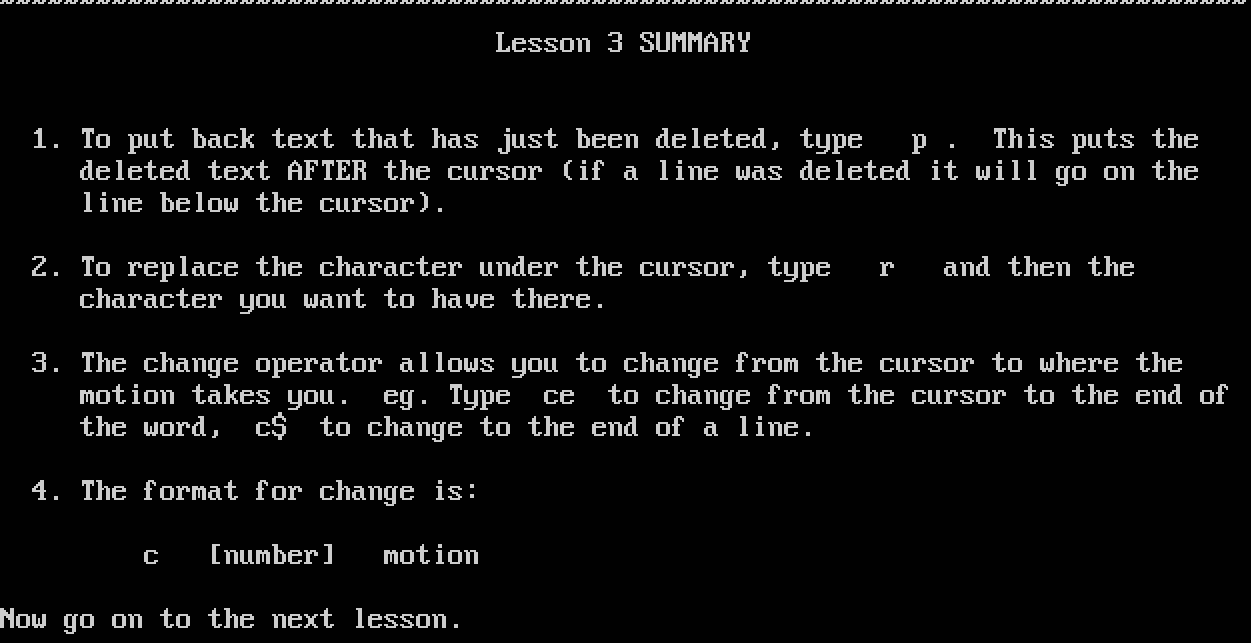 Lesson 3 SUMMARY
1. To put back text that has just been deleted, type   p .  This puts the
deleted text AFTER the cursor (if a line was deleted it will go on the
line below the cursor).
2. To replace the character under the cursor, type   r   and then the
character you want to have there.
3. The change operator allows you to change from the cursor to where the
motion takes you.  eg. Type  ce  to change from the cursor to the end of
the word,  c$  to change to the end of a line.
4. The format for change is:
c   [number]   motion
Now go on to the next lesson.